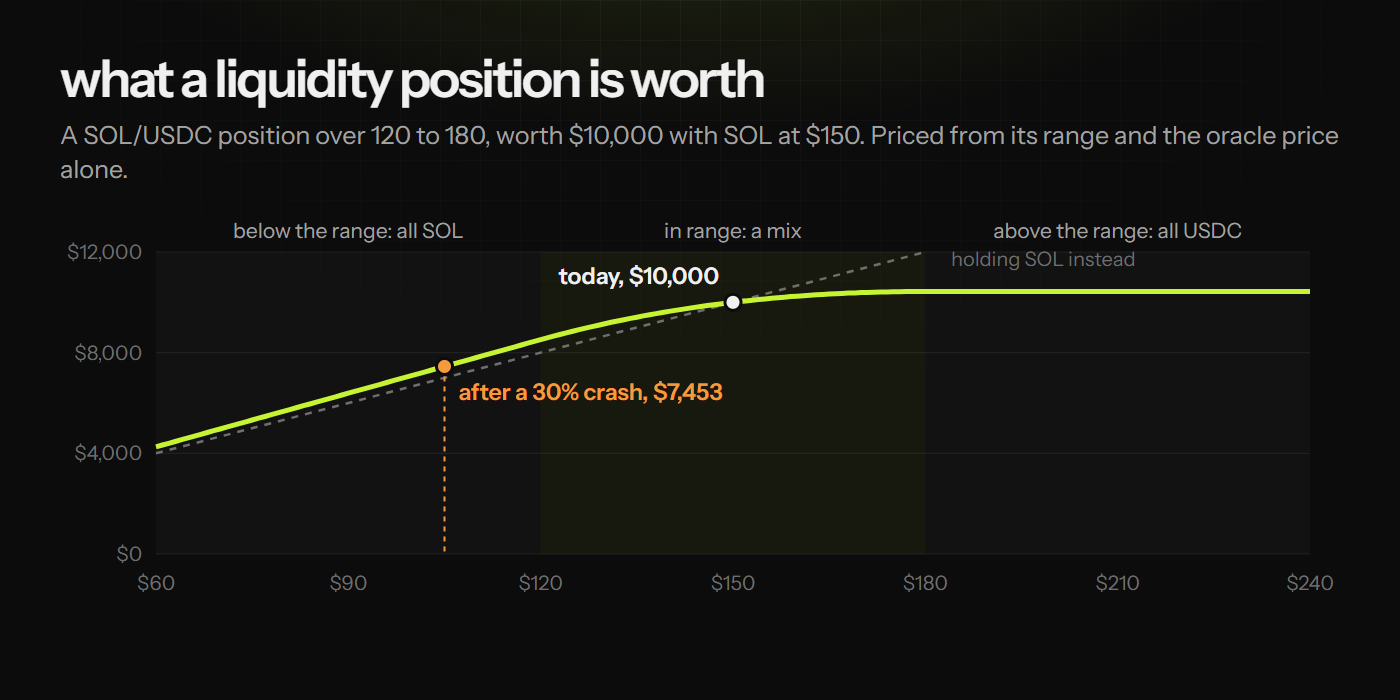 what a liquidity position is worth
A SOL/USDC position over 120 to 180, worth $10,000 with SOL at $150. Priced from its range and the oracle price
alone.
below the range: all SOL
in range: a mix
above the range: all USDC
$12,000
holding SOL instead
today, $10,000
$8,000
after a 30% crash, $7,453
$4,000
$0
$60
$90
$120
$150
$180
$210
$240